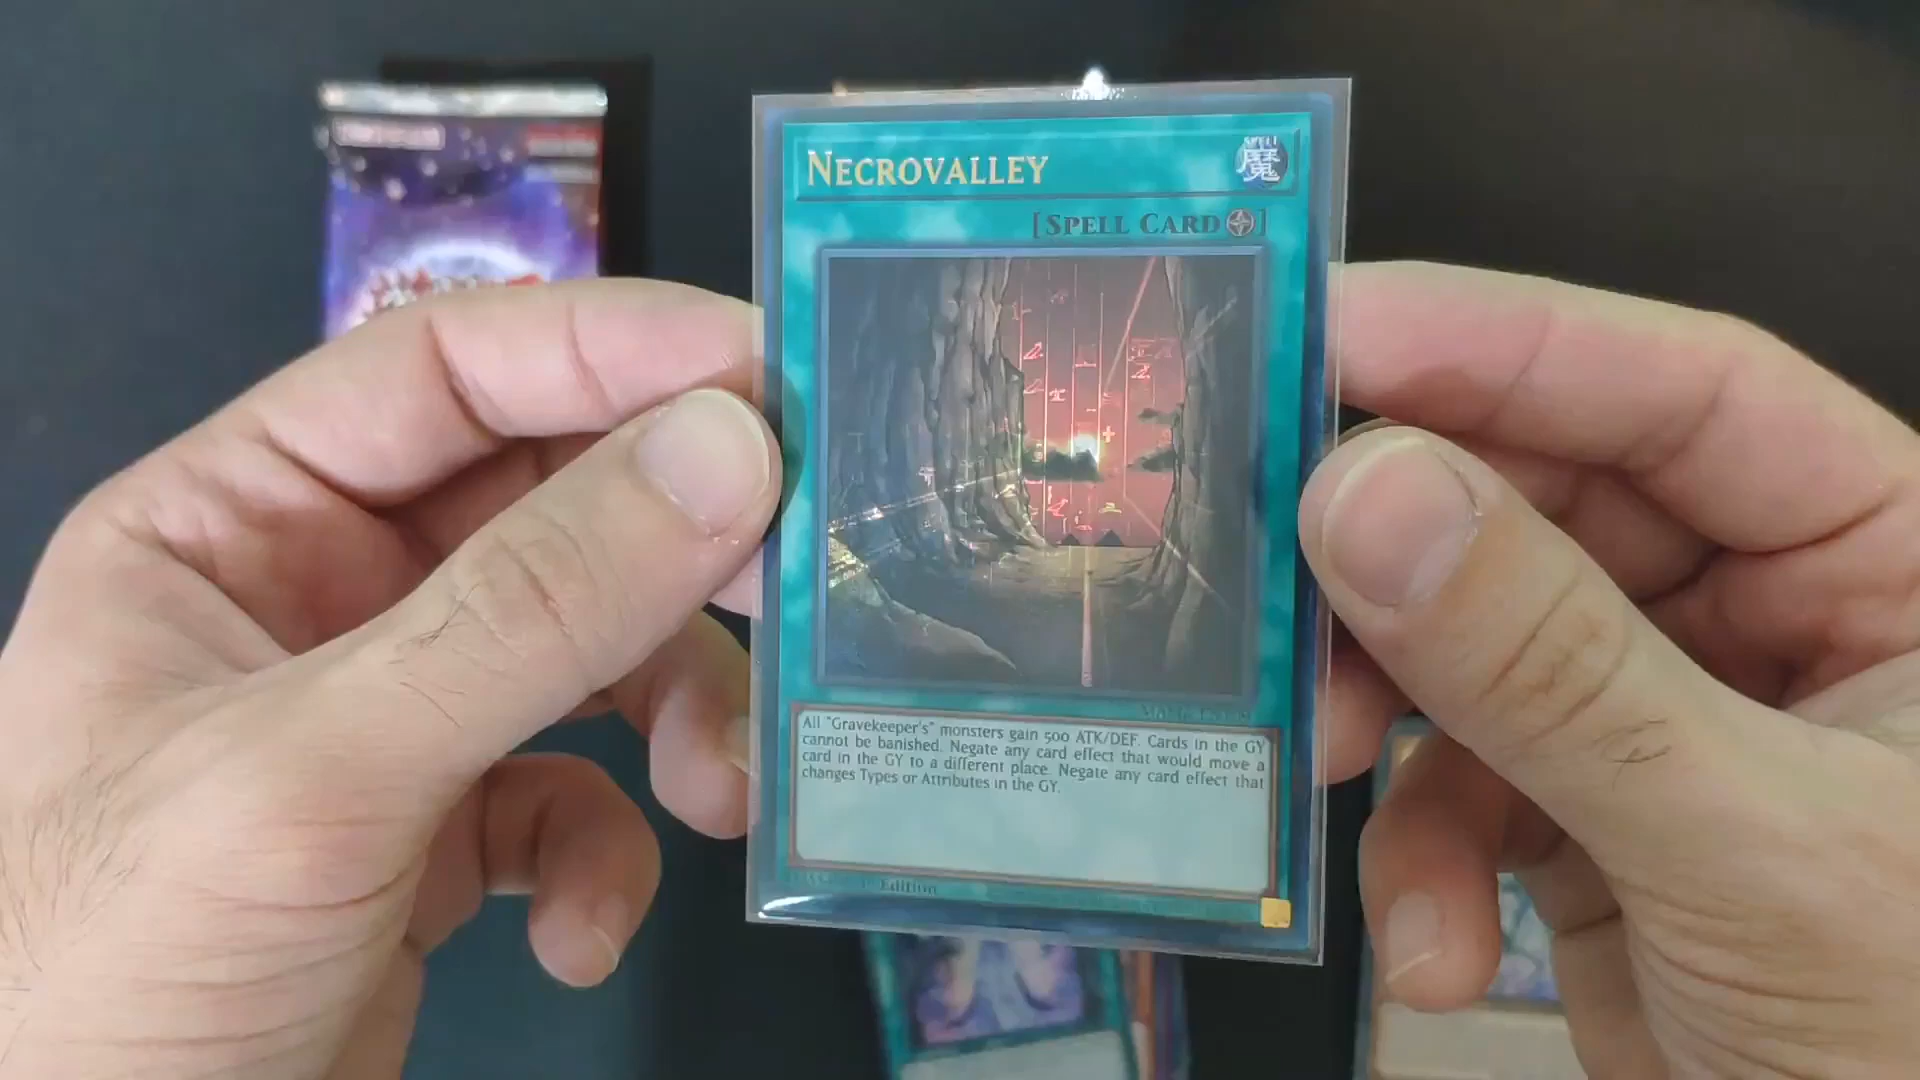 NECROVALLEY
SPELL
魔
[SPELL CARD]
All "Gravekeeper's" monsters gain 500 ATK/DEF. Cards in the GY
cannot be banished. Negate any card effect that would move a
card in the GY to a different place. Negate any card effect that
changes Types or Attributes in the GY.
Edition